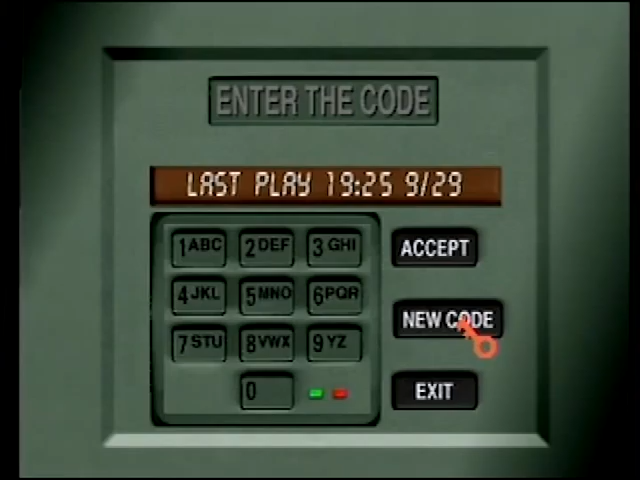 ENTER THE CODE
LAST PLAY 19:25 9/29
1ABC 2DEF 3GHI ACCEPT
4JKL 5MNO 6PQR NEW CODE
7STU 8VWX 9YZ
0 EXIT